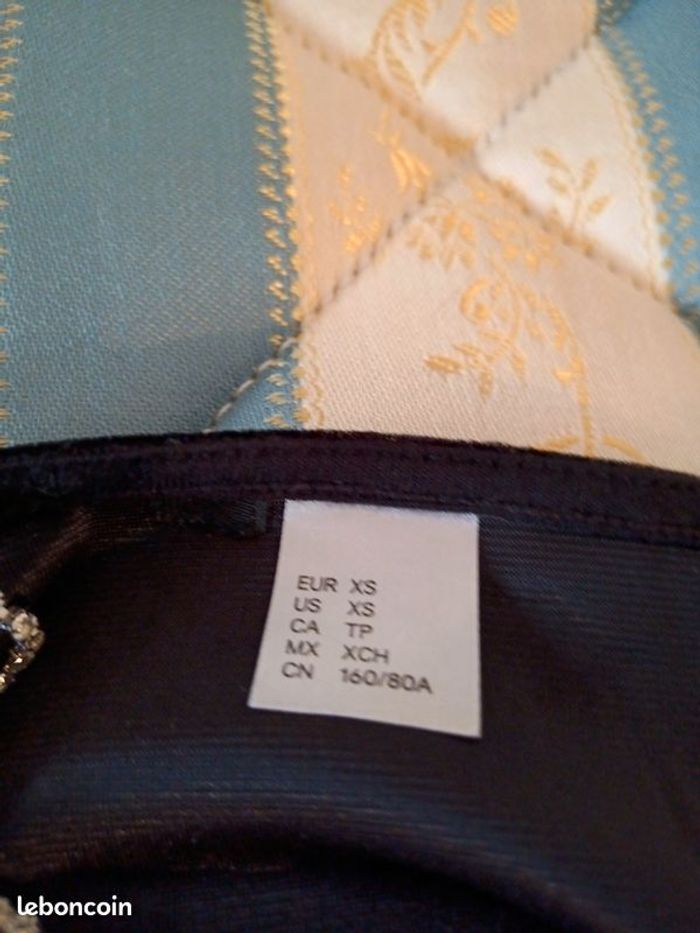 EUR XS
US XS
CA TP
MX XCH
CN 160/80A
leboncoin